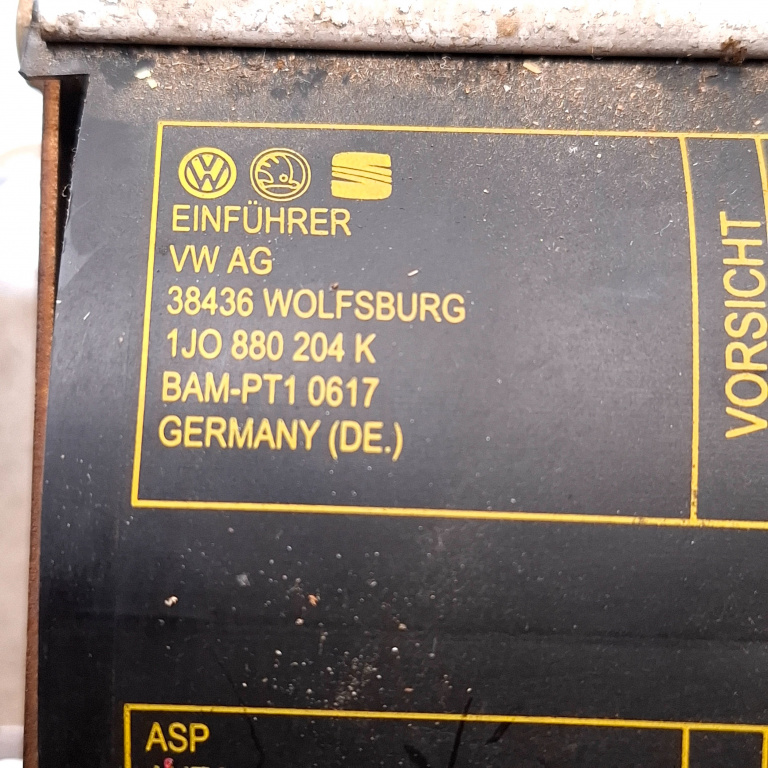 EINFÜHRER
VW AG
38436 WOLFSBURG
1JO 880 204 K
BAM-PT1 0617
GERMANY (DE.)
VORSICHT
ASP